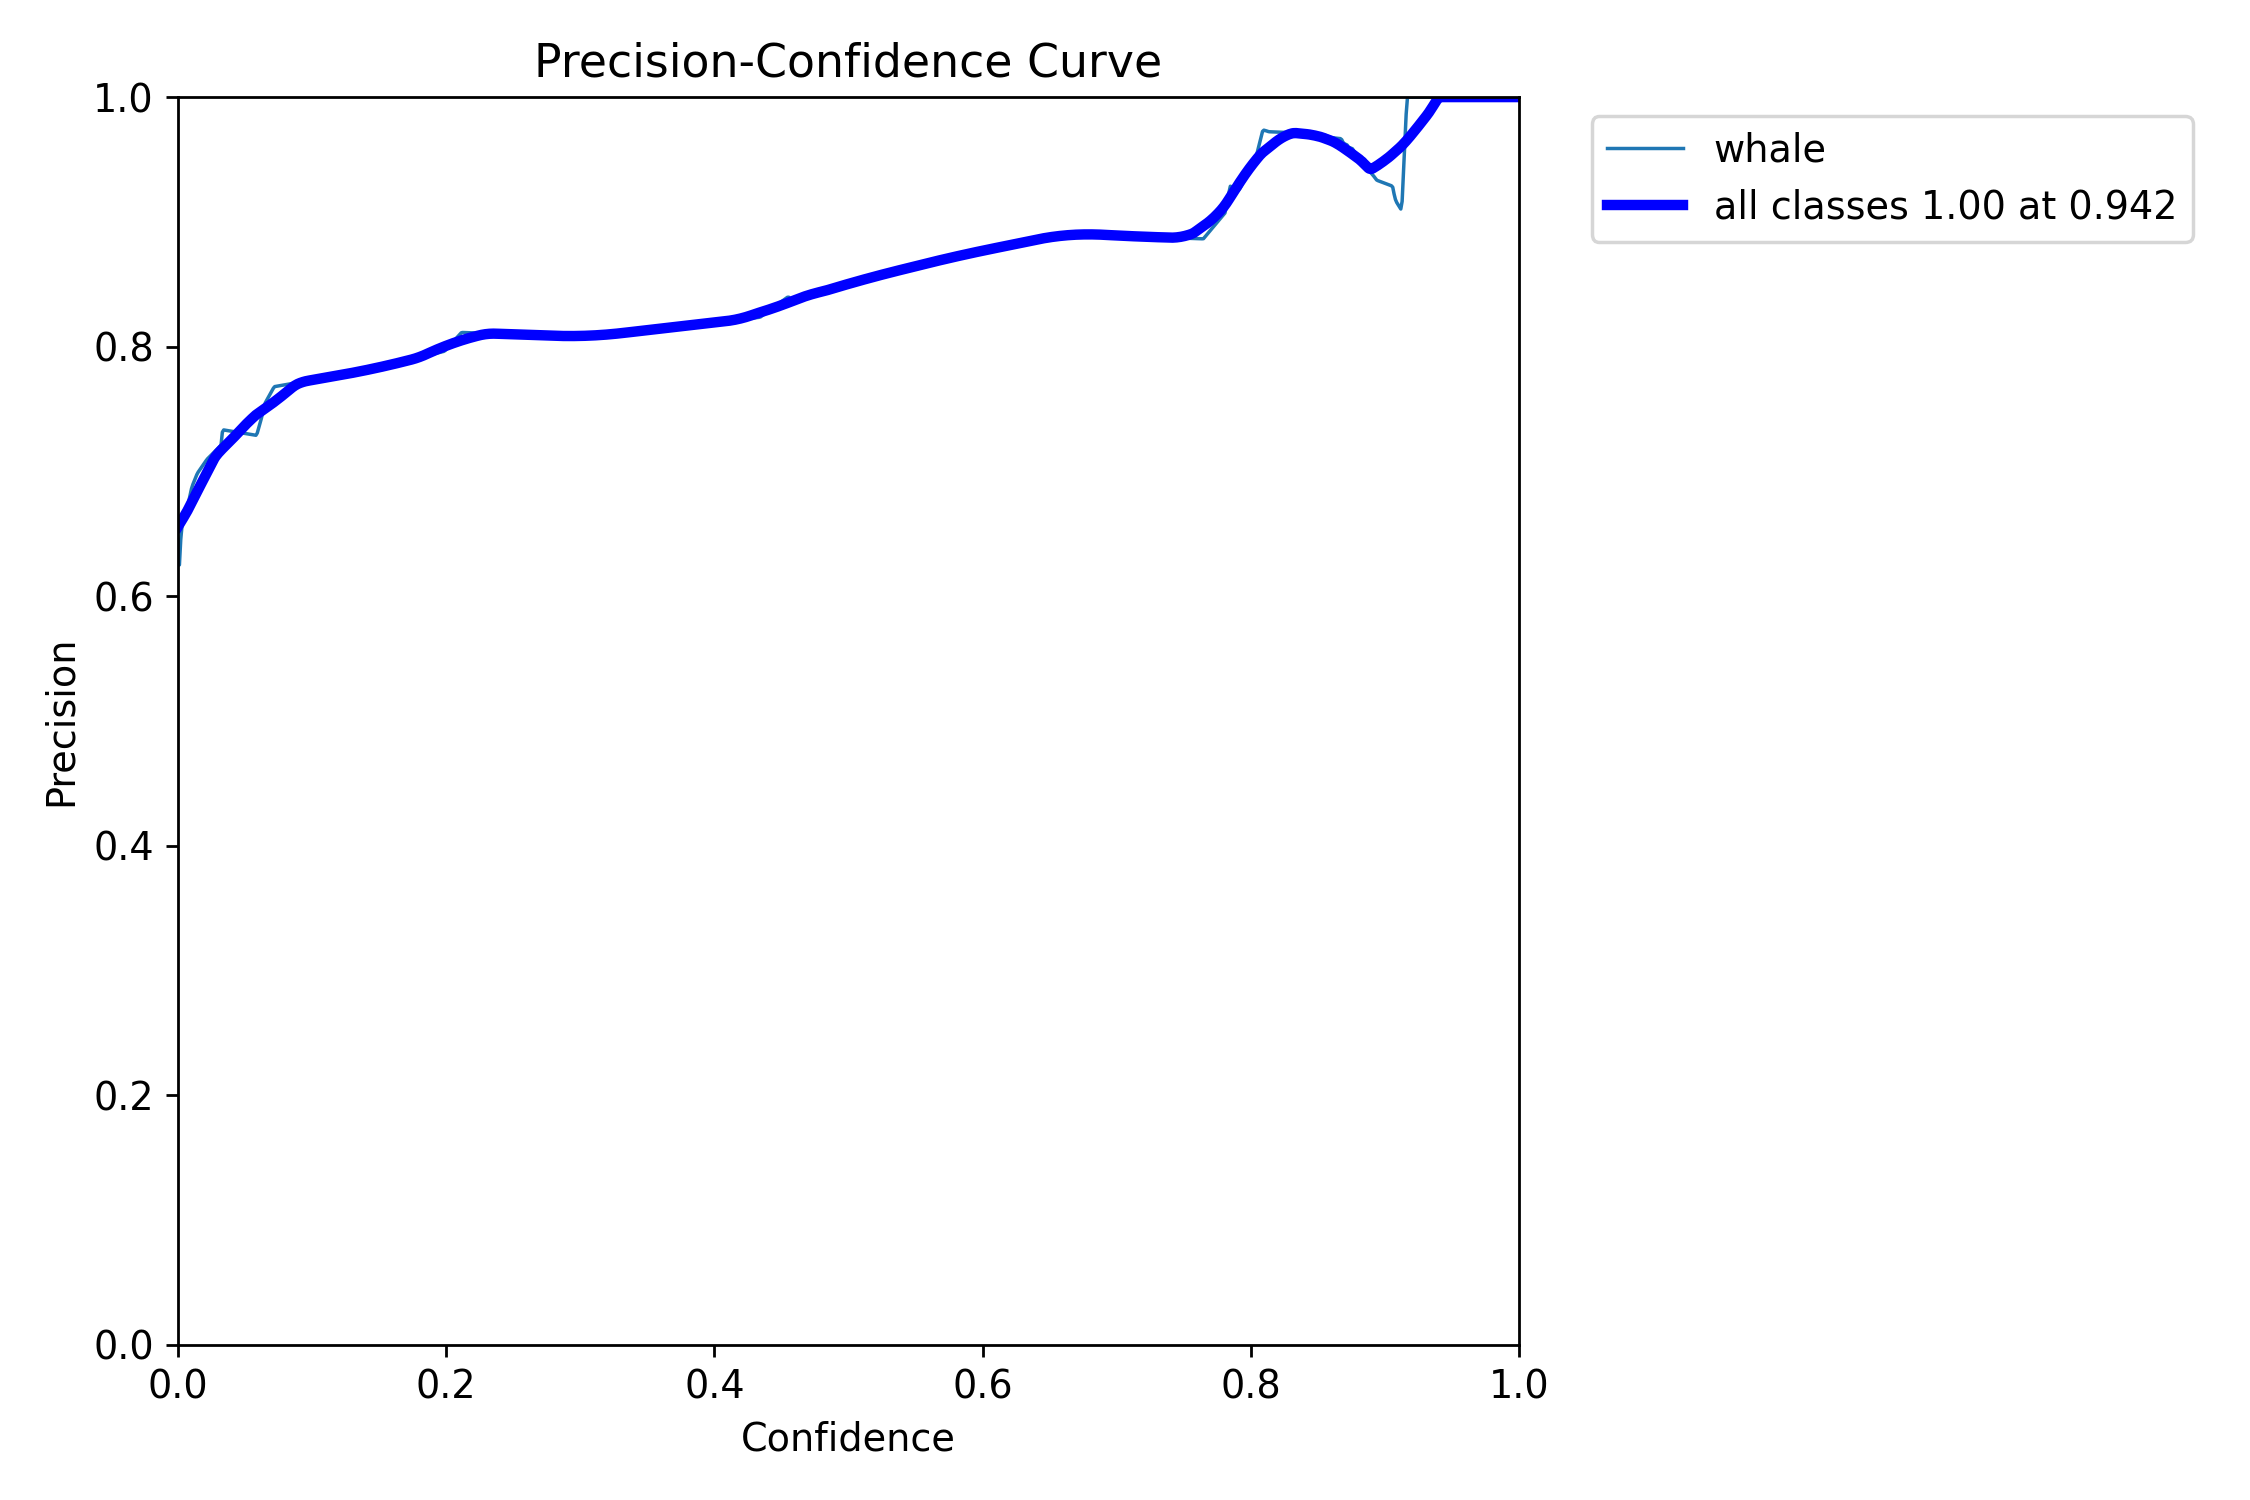 Precision-Confidence Curve
whale
all classes 1.00 at 0.942
Precision
1.0
0.8
0.6
0.4
0.2
0.0
0.0 0.2 0.4 0.6 0.8 1.0
Confidence